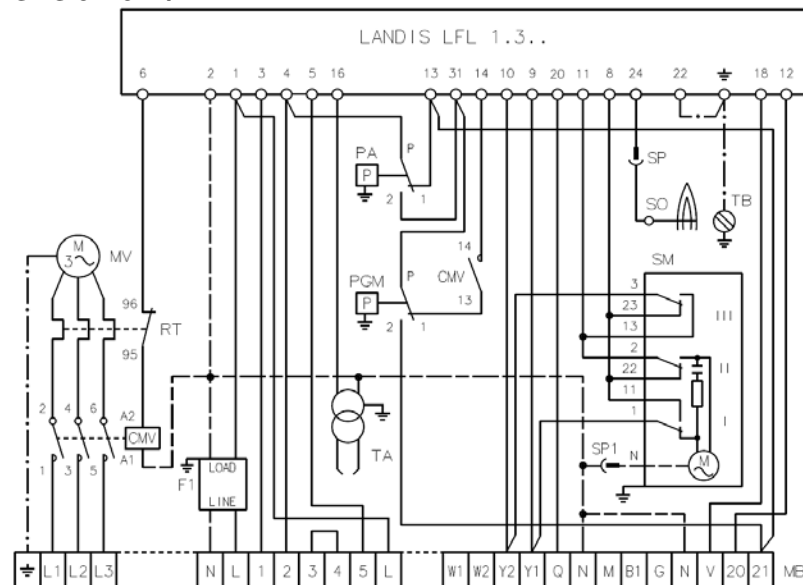 LANDIS LFL 1.3..
6 2 1 3 4 5 16 13 31 14 10 9 20 11 8 24 22 18 12
PA P P 2 1
SP
SO TB
MV M 3
PGM P P 2 1
14 CMV 13
SM
3 23 13 III
2 22 II
11 1 I
96 RT 95
2 4 6 A2
CMV
1 3 5 A1
F1 LOAD LINE
TA
SP1 N M
L1 L2 L3 N L 1 2 3 4 5 L W1 W2 Y2 Y1 Q N M B1 G N V 20 21 MB